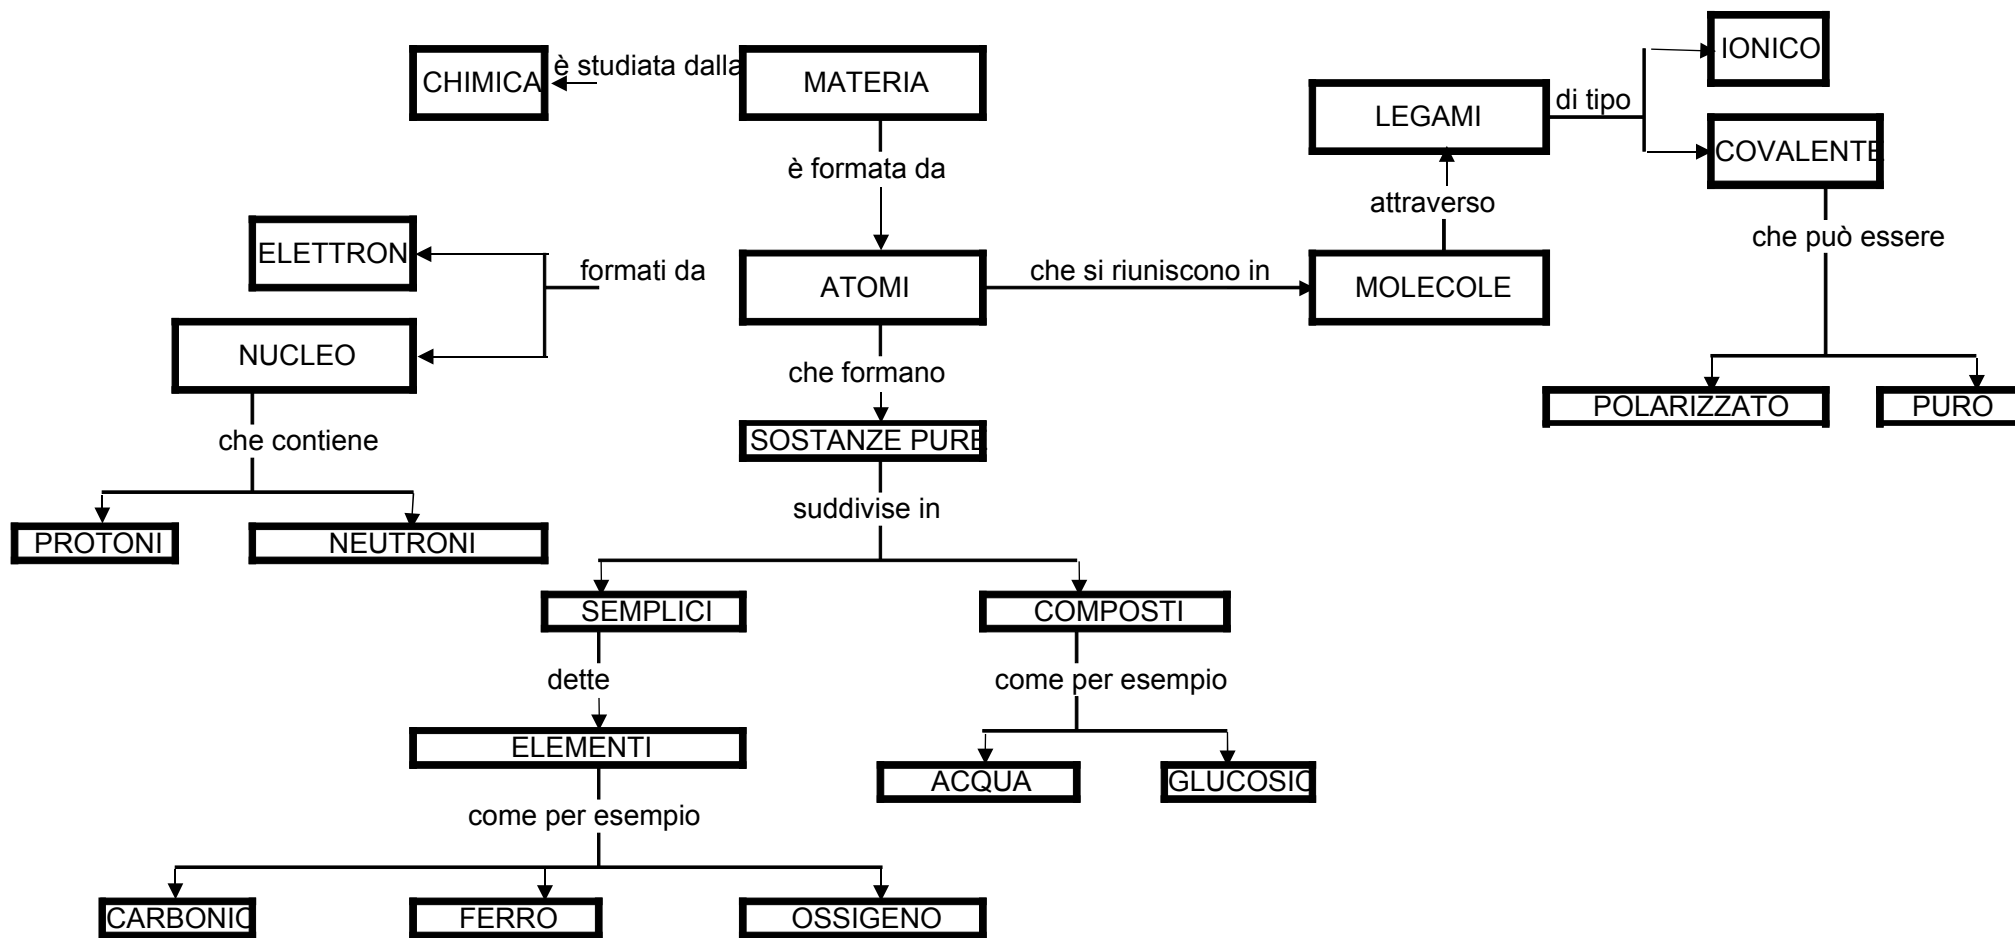 IONICO
CHIMICA è studiata dalla MATERIA
LEGAMI di tipo
COVALENTE
è formata da
attraverso
che può essere
ELETTRON
formati da ATOMI che si riuniscono in MOLECOLE
NUCLEO
che formano
POLARIZZATO PURO
che contiene SOSTANZE PURE
suddivise in
PROTONI NEUTRONI
SEMPLICI COMPOSTI
dette come per esempio
ELEMENTI
ACQUA GLUCOSIO
come per esempio
CARBONIO FERRO OSSIGENO